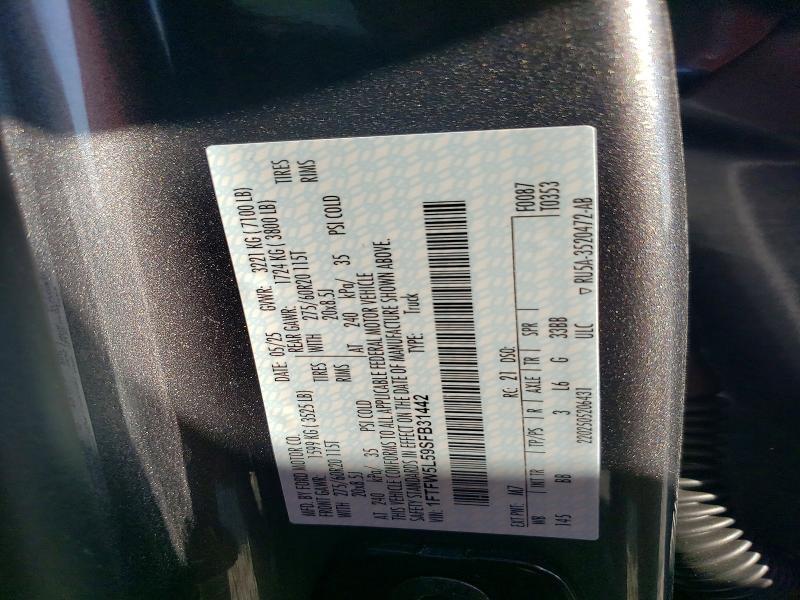 MFD. BY FORD MOTOR CO. DATE: 05/25 GVWR: 3221 KG ( 7100 LB)
FRONT GAWR: 1599 KG ( 3525 LB) REAR GAWR: 1724 KG ( 3800 LB)
WITH 275/60R20 115T TIRES WITH 275/60R20 115T TIRES
20x8.5J RIMS 20x8.5J RIMS
AT 240 kPa/ 35 PSI COLD AT 240 kPa/ 35 PSI COLD
THIS VEHICLE CONFORMS TO ALL APPLICABLE FEDERAL MOTOR VEHICLE
SAFETY STANDARDS IN EFFECT ON THE DATE OF MANUFACTURE SHOWN ABOVE.
VIN: 1FTFW5L59SFB31442 TYPE: Truck
F0087
EXT PNT: M7 RC: 21 DSO: T0353
WB INT TR TP/PS R AXLE TR SPR
145 BB 3 L6 G 33BB
2202505206431 ULC ▽ RU5A-3520472-AB